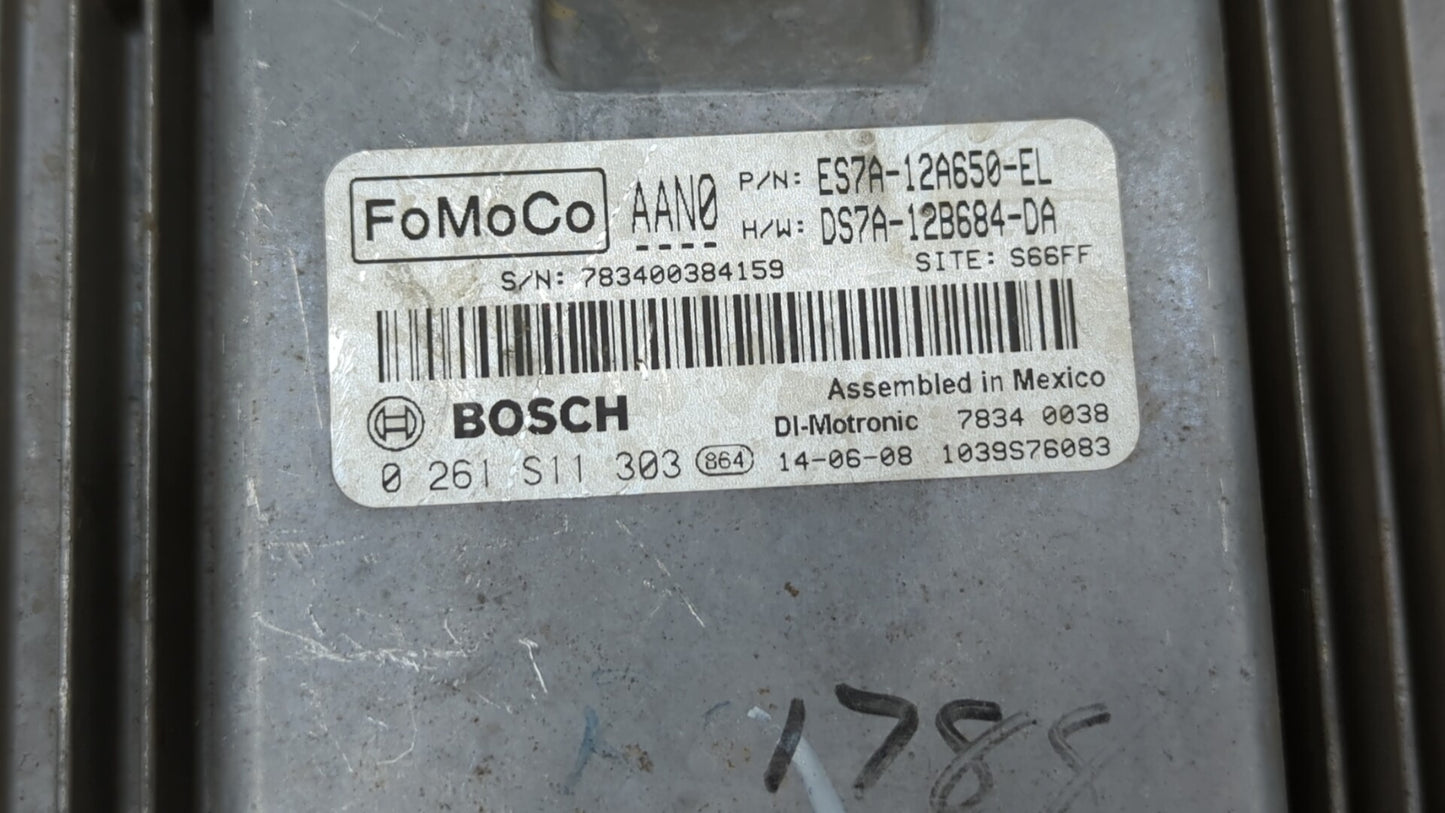 FoMoCo AAN0 P/N: ES7A-12A650-EL
H/W: DS7A-12B684-DA
S/N: 783400384159 SITE: S66FF
Assembled in Mexico
BOSCH DI-Motronic 7834 0038
0 261 S11 303 864 14-06-08 1039S76083